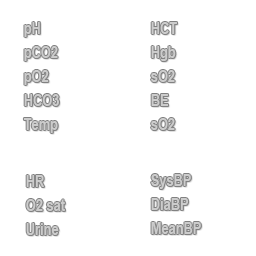 pH HCT
pCO2 Hgb
pO2 sO2
HCO3 BE
Temp sO2
HR SysBP
O2 sat DiaBP
Urine MeanBP